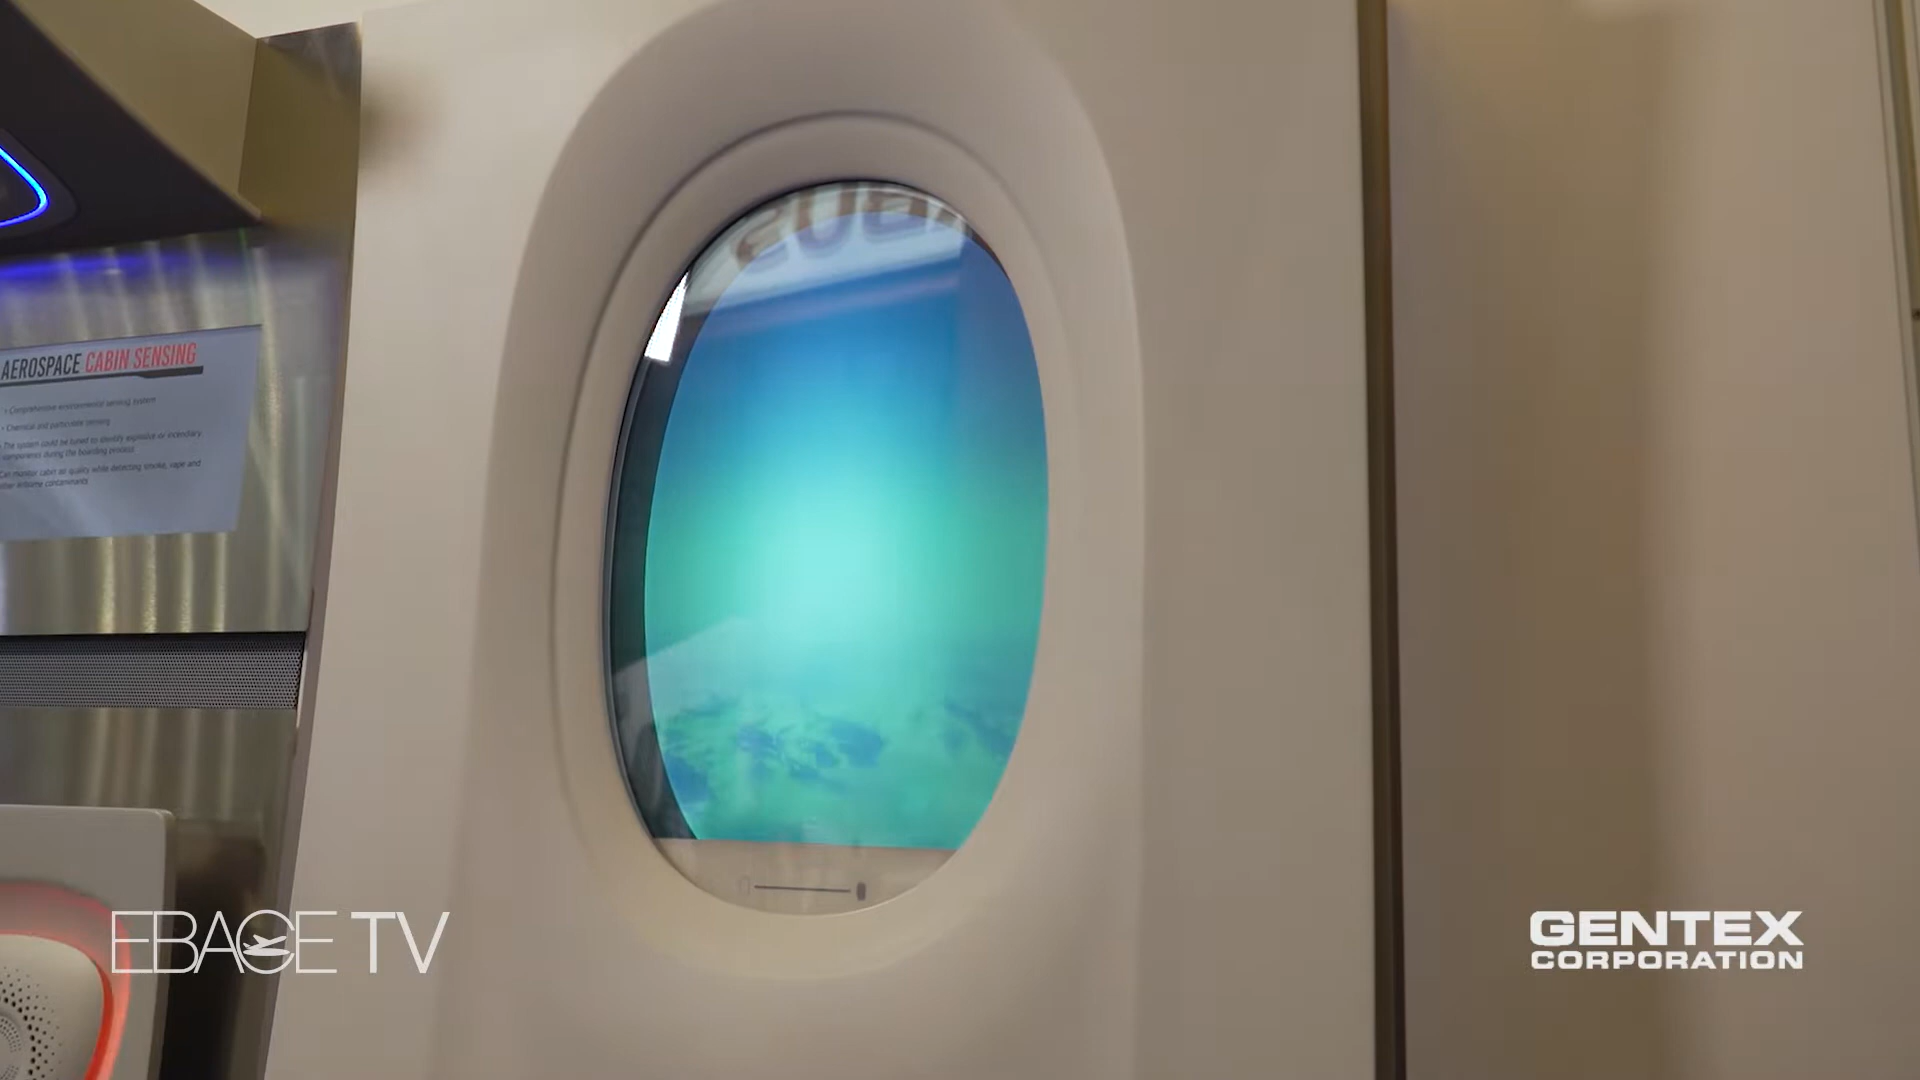 AEROSPACE CABIN SENSING
• Comprehensive environmental sensing system
• Chemical and particulate sensing
• The system could be tuned to identify explosive or incendiary
components during the boarding process
Can monitor cabin air quality while detecting smoke, vape and
other airborne contaminants
EBACE TV
GENTEX
CORPORATION